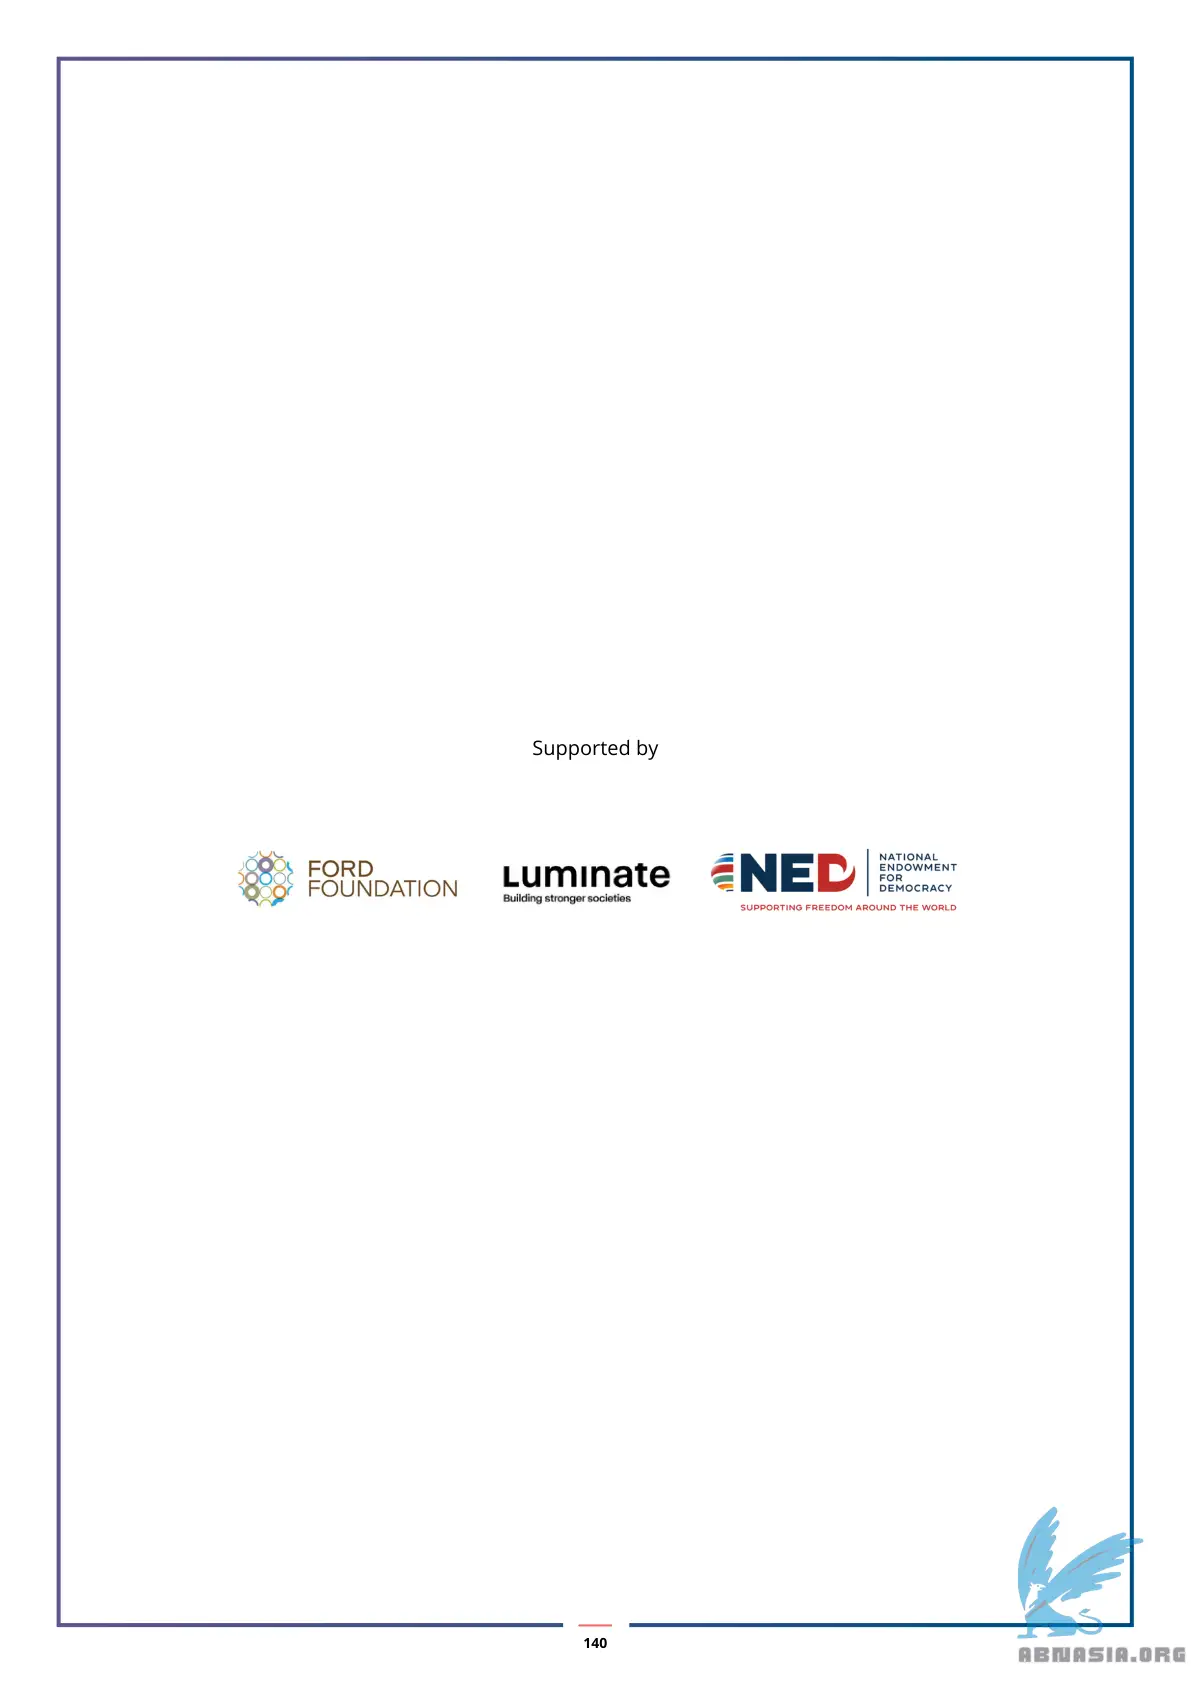 Supported by
FORD
FOUNDATION
Luminate
Building stronger societies
NED
NATIONAL
ENDOWMENT
FOR
DEMOCRACY
SUPPORTING FREEDOM AROUND THE WORLD
140
ABNASIA.ORG